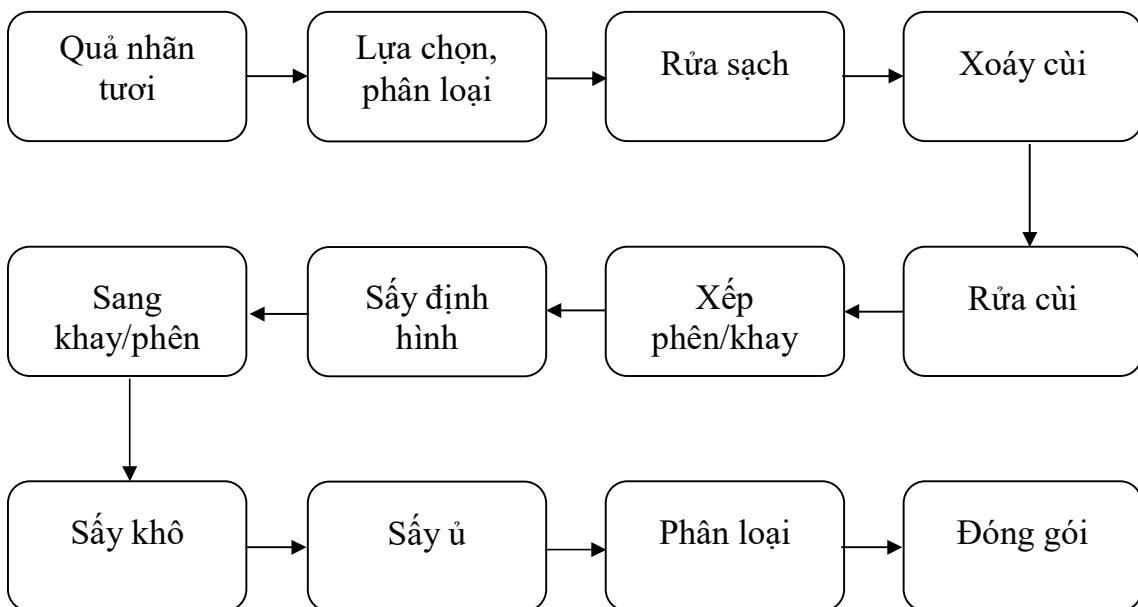 Quả nhãn
tươi
Lựa chọn,
phân loại
Rửa sạch
Xoáy cùi
Rửa cùi
Xếp
phên/khay
Sấy định
hình
Sang
khay/phên
Sấy khô
Sấy ủ
Phân loại
Đóng gói